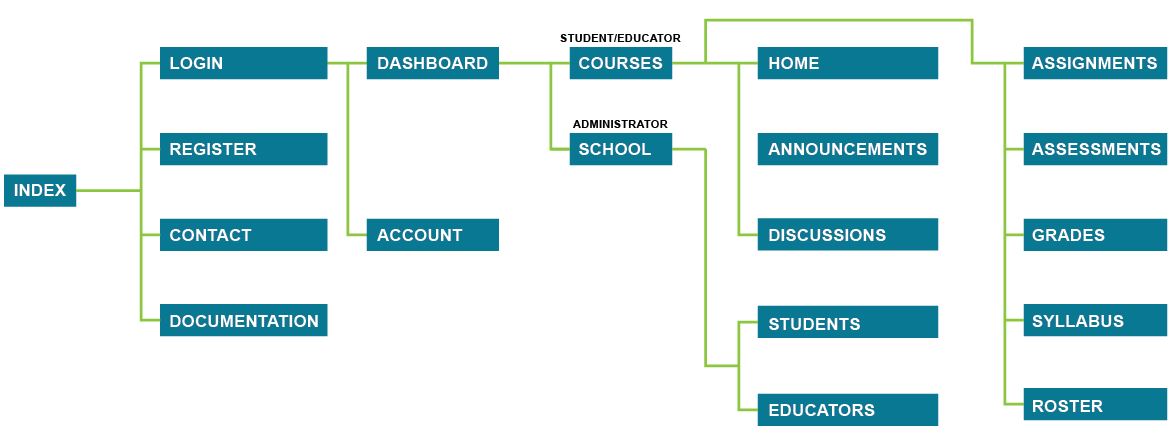 STUDENT/EDUCATOR
LOGIN
DASHBOARD
COURSES
HOME
ASSIGNMENTS
ADMINISTRATOR
REGISTER
SCHOOL
ANNOUNCEMENTS
ASSESSMENTS
INDEX
CONTACT
ACCOUNT
DISCUSSIONS
GRADES
DOCUMENTATION
STUDENTS
SYLLABUS
EDUCATORS
ROSTER